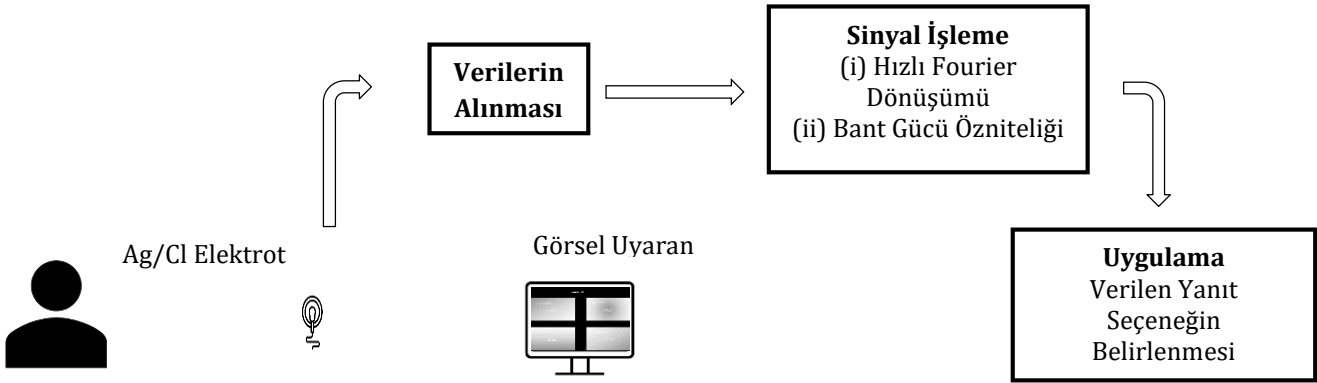 Verilerin
Alınması
Sinyal İşleme
(i) Hızlı Fourier
Dönüşümü
(ii) Bant Gücü Özniteliği
Ag/Cl Elektrot
Görsel Uyaran
Uygulama
Verilen Yanıt
Seçeneğin
Belirlenmesi